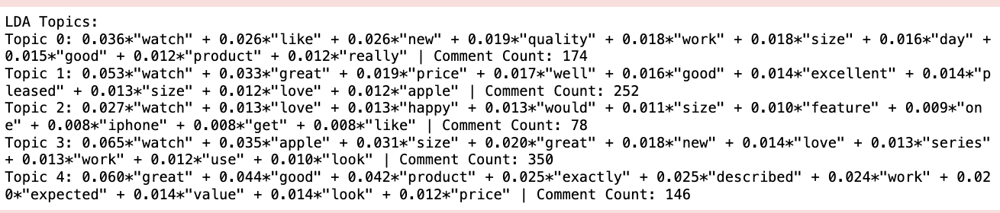 LDA Topics:
Topic 0: 0.036*"watch" + 0.026*"like" + 0.026*"new" + 0.019*"quality" + 0.018*"work" + 0.018*"size" + 0.016*"day" +
0.015*"good" + 0.012*"product" + 0.012*"really" | Comment Count: 174
Topic 1: 0.053*"watch" + 0.033*"great" + 0.019*"price" + 0.017*"well" + 0.016*"good" + 0.014*"excellent" + 0.014*"p
leased" + 0.013*"size" + 0.012*"love" + 0.012*"apple" | Comment Count: 252
Topic 2: 0.027*"watch" + 0.013*"love" + 0.013*"happy" + 0.013*"would" + 0.011*"size" + 0.010*"feature" + 0.009*"on
e" + 0.008*"iphone" + 0.008*"get" + 0.008*"like" | Comment Count: 78
Topic 3: 0.065*"watch" + 0.035*"apple" + 0.031*"size" + 0.020*"great" + 0.018*"new" + 0.014*"love" + 0.013*"series"
+ 0.013*"work" + 0.012*"use" + 0.010*"look" | Comment Count: 350
Topic 4: 0.060*"great" + 0.044*"good" + 0.042*"product" + 0.025*"exactly" + 0.025*"described" + 0.024*"work" + 0.02
0*"expected" + 0.014*"value" + 0.014*"look" + 0.012*"price" | Comment Count: 146